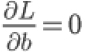 ∂L/∂b = 0